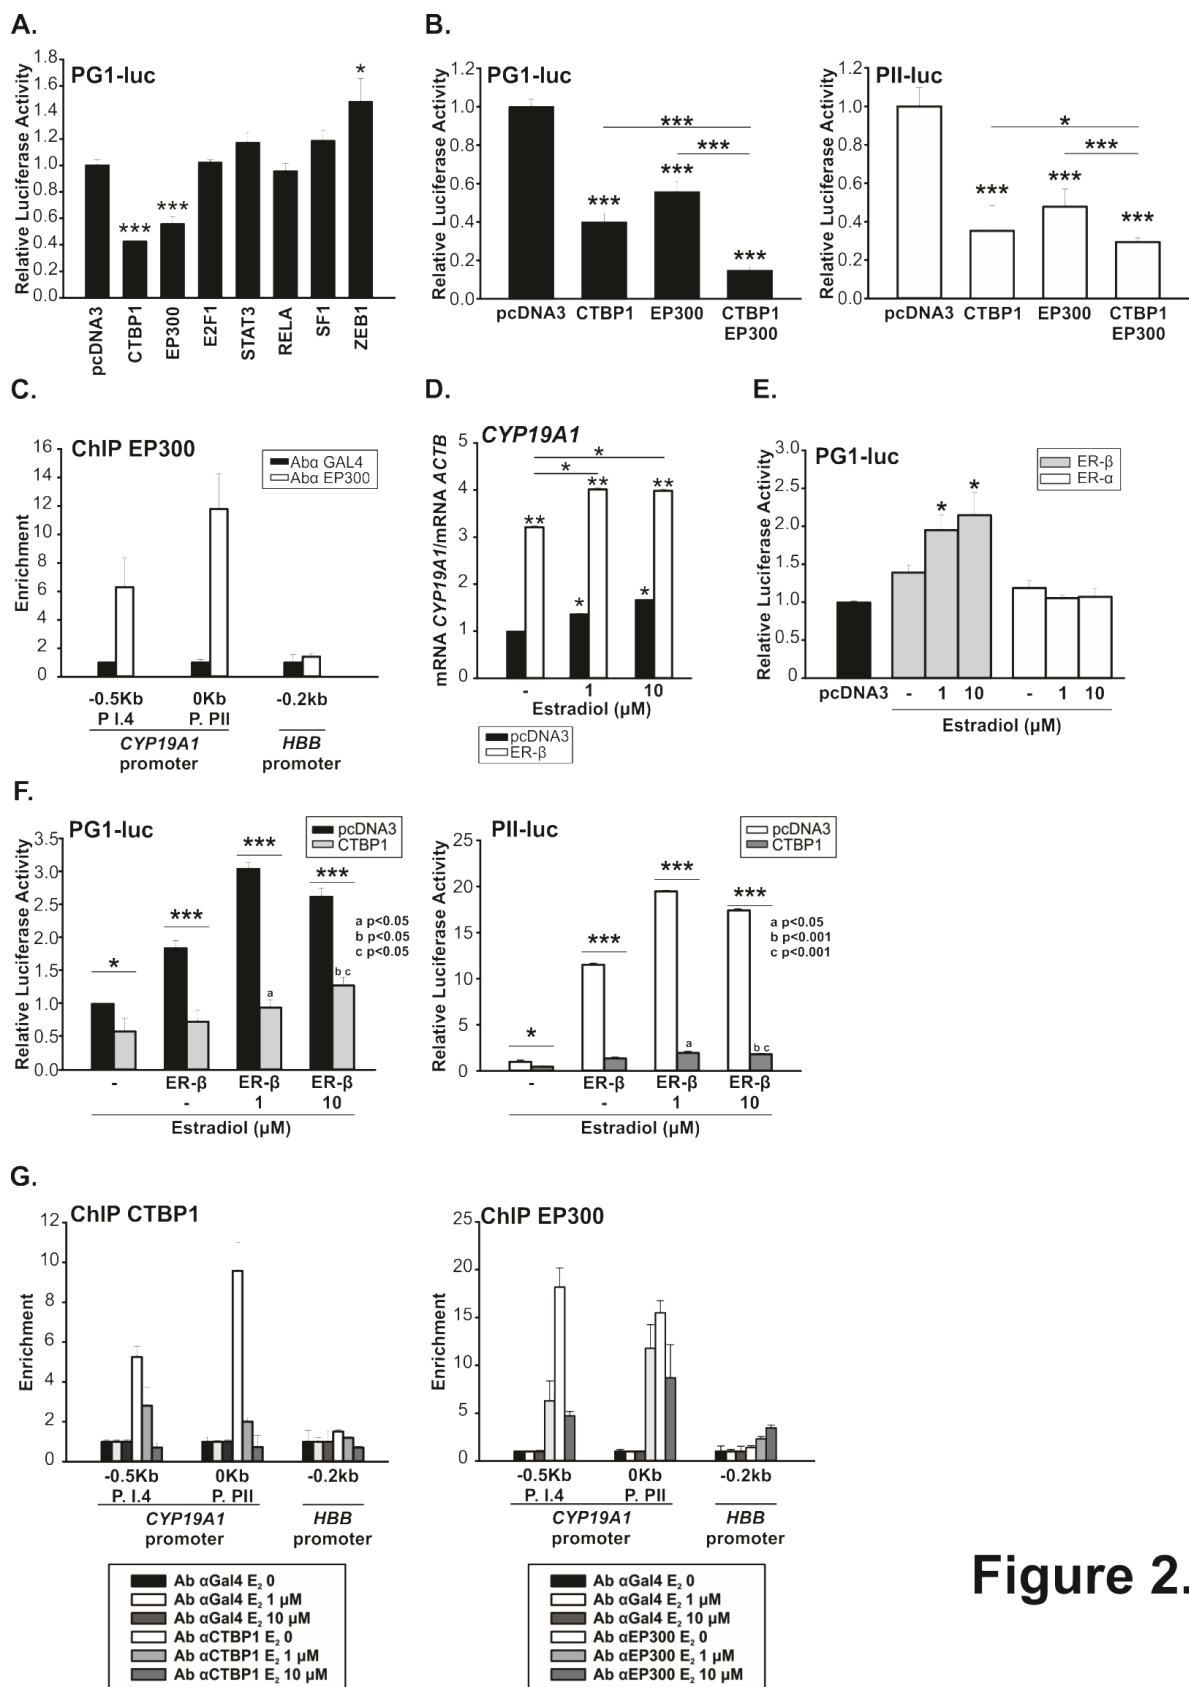 A.
PG1-luc
Relative Luciferase Activity
1.8
1.6
1.4
1.2
1.0
0.8
0.6
0.4
0.2
0.0
***
***
*
pcDNA3
CTBP1
EP300
E2F1
STAT3
RELA
SF1
ZEB1
B.
PG1-luc
Relative Luciferase Activity
1.2
1.0
0.8
0.6
0.4
0.2
0.0
***
***
***
***
***
pcDNA3 CTBP1 EP300 CTBP1
EP300
PII-luc
Relative Luciferase Activity
1.2
1.0
0.8
0.6
0.4
0.2
0.0
*
***
***
***
***
pcDNA3 CTBP1 EP300 CTBP1
EP300
C.
ChIP EP300
Enrichment
16
14
12
10
8
6
4
2
0
Abα GAL4
Abα EP300
-0.5Kb 0Kb -0.2kb
P I.4 P. PII
CYP19A1 HBB
promoter promoter
D.
CYP19A1
mRNA CYP19A1/mRNA ACTB
5
4
3
2
1
0
*
*
** ** **
* *
- 1 10
Estradiol (μM)
pcDNA3
ER-β
E.
PG1-luc
Relative Luciferase Activity
3.0
2.5
2.0
1.5
1.0
0.5
0
ER-β
ER-α
* *
pcDNA3 - 1 10 - 1 10
Estradiol (μM)
F.
PG1-luc
Relative Luciferase Activity
3.5
3.0
2.5
2.0
1.5
1.0
0.5
0.0
pcDNA3
CTBP1
*
***
***
***
a
b c
a p<0.05
b p<0.05
c p<0.05
- ER-β ER-β ER-β
- 1 10
Estradiol (μM)
PII-luc
Relative Luciferase Activity
25
20
15
10
5
0
pcDNA3
CTBP1
*
***
***
***
a
b c
a p<0.05
b p<0.001
c p<0.001
- ER-β ER-β ER-β
- 1 10
Estradiol (μM)
G.
ChIP CTBP1
Enrichment
12
10
8
6
4
2
0
-0.5Kb 0Kb -0.2kb
P. I.4 P. PII
CYP19A1 HBB
promoter promoter
Ab αGal4 E2 0
Ab αGal4 E2 1 μM
Ab αGal4 E2 10 μM
Ab αCTBP1 E2 0
Ab αCTBP1 E2 1 μM
Ab αCTBP1 E2 10 μM
ChIP EP300
Enrichment
25
20
15
10
5
0
-0.5Kb 0Kb -0.2kb
P. I.4 P. PII
CYP19A1 HBB
promoter promoter
Ab αGal4 E2 0
Ab αGal4 E2 1 μM
Ab αGal4 E2 10 μM
Ab αEP300 E2 0
Ab αEP300 E2 1 μM
Ab αEP300 E2 10 μM
Figure 2.